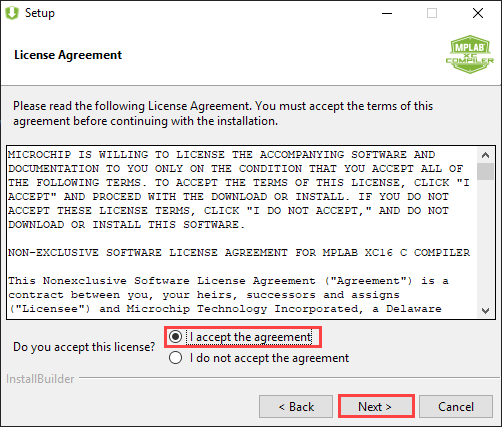 Setup
License Agreement
MPLAB
XC
COMPILER
Please read the following License Agreement. You must accept the terms of this
agreement before continuing with the installation.
MICROCHIP IS WILLING TO LICENSE THE ACCOMPANYING SOFTWARE AND
DOCUMENTATION TO YOU ONLY ON THE CONDITION THAT YOU ACCEPT ALL OF
THE FOLLOWING TERMS. TO ACCEPT THE TERMS OF THIS LICENSE, CLICK "I
ACCEPT" AND PROCEED WITH THE DOWNLOAD OR INSTALL. IF YOU DO NOT
ACCEPT THESE LICENSE TERMS, CLICK "I DO NOT ACCEPT," AND DO NOT
DOWNLOAD OR INSTALL THIS SOFTWARE.
NON-EXCLUSIVE SOFTWARE LICENSE AGREEMENT FOR MPLAB XC16 C COMPILER
This Nonexclusive Software License Agreement ("Agreement") is a
contract between you, your heirs, successors and assigns
("Licensee") and Microchip Technology Incorporated, a Delaware
Do you accept this license?
I accept the agreement
I do not accept the agreement
InstallBuilder
< Back
Next >
Cancel